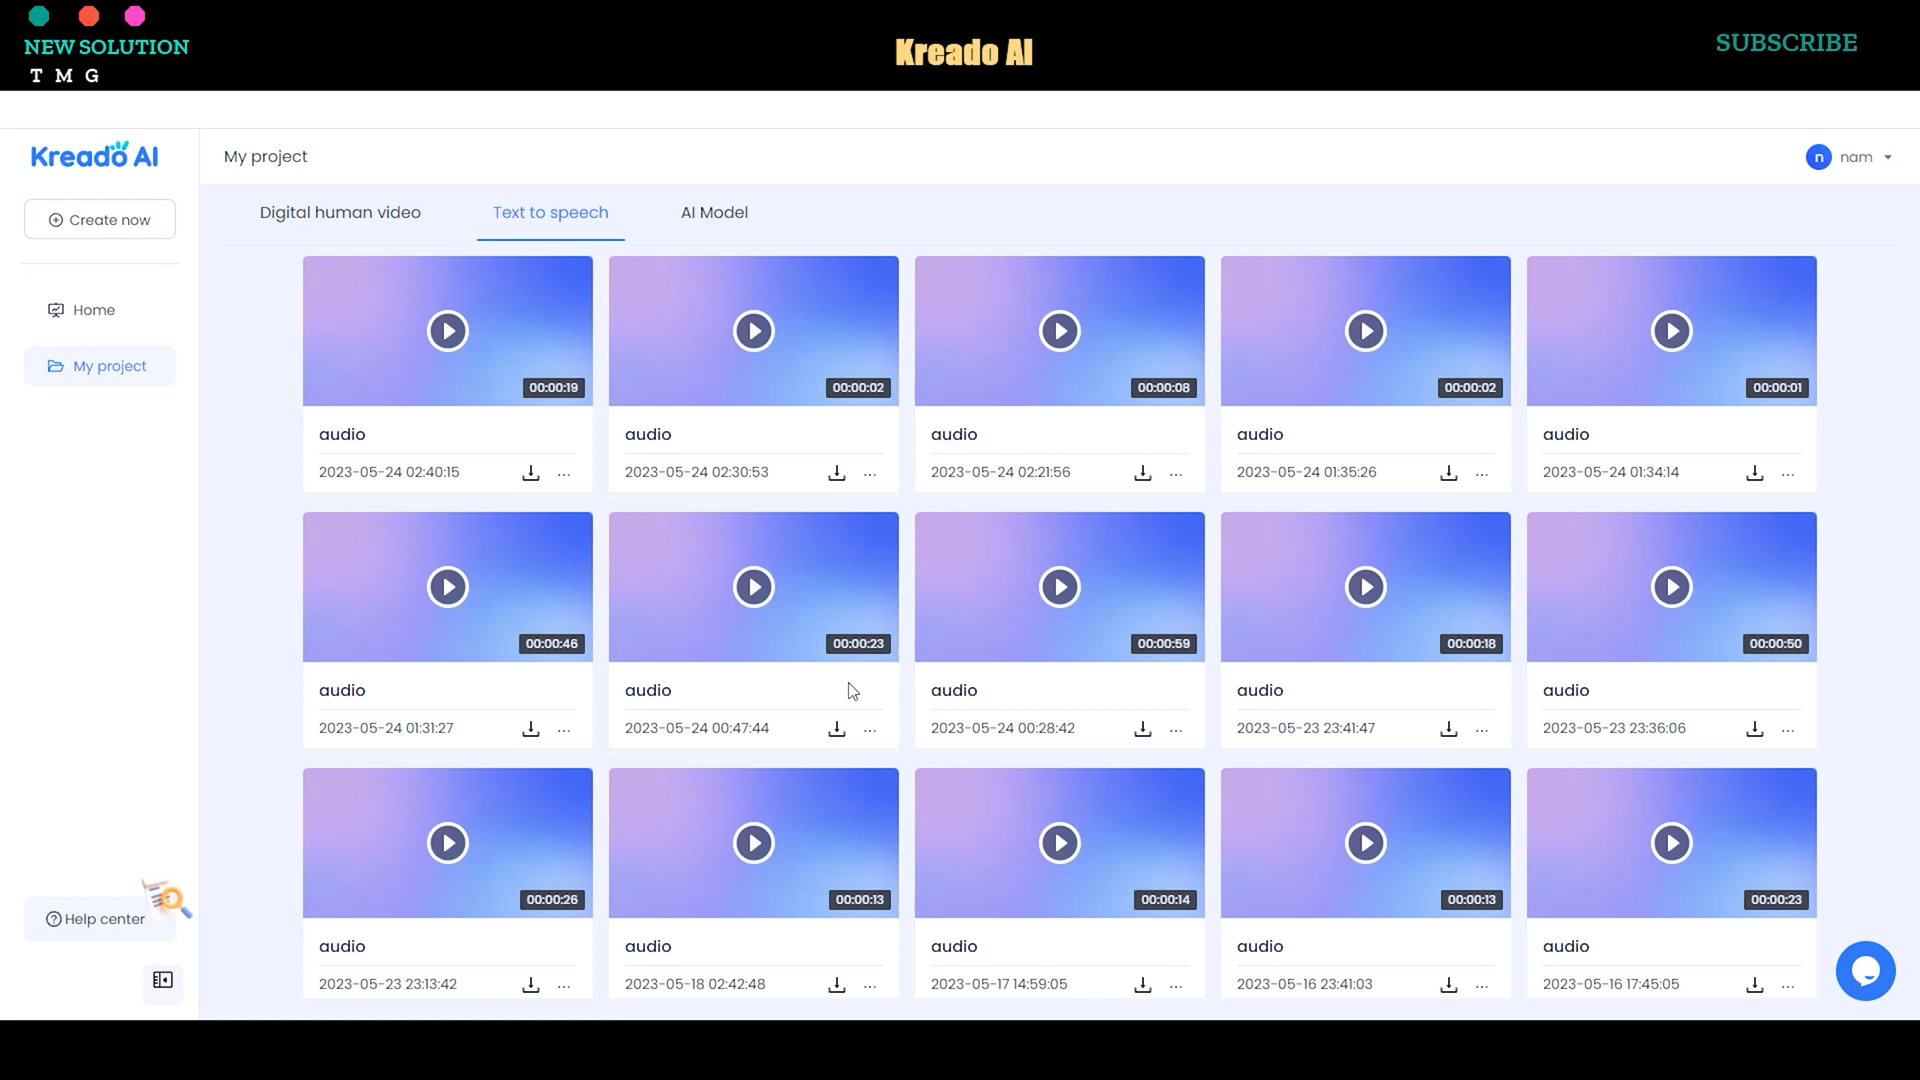 NEW SOLUTION
T M G
Kreado AI
SUBSCRIBE
Kreado AI
My project
n nam
Create now
Home
My project
Help center
Digital human video Text to speech AI Model
00:00:19 00:00:02 00:00:08 00:00:02 00:00:01
audio audio audio audio audio
2023-05-24 02:40:15 ... 2023-05-24 02:30:53 ... 2023-05-24 02:21:56 ... 2023-05-24 01:35:26 ... 2023-05-24 01:34:14 ...
00:00:46 00:00:23 00:00:59 00:00:18 00:00:50
audio audio audio audio audio
2023-05-24 01:31:27 ... 2023-05-24 00:47:44 ... 2023-05-24 00:28:42 ... 2023-05-23 23:41:47 ... 2023-05-23 23:36:06 ...
00:00:26 00:00:13 00:00:14 00:00:13 00:00:23
audio audio audio audio audio
2023-05-23 23:13:42 ... 2023-05-18 02:42:48 ... 2023-05-17 14:59:05 ... 2023-05-16 23:41:03 ... 2023-05-16 17:45:05 ...